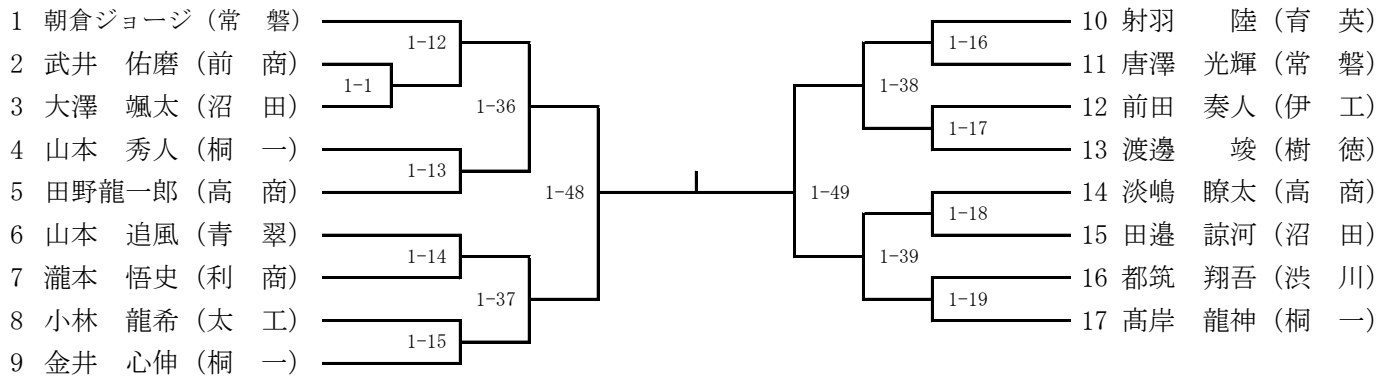 1 朝倉ジョージ（常　磐）
2 武井　佑磨（前　商）
3 大澤　颯太（沼　田）
4 山本　秀人（桐　一）
5 田野龍一郎（高　商）
6 山本　追風（青　翠）
7 瀧本　悟史（利　商）
8 小林　龍希（太　工）
9 金井　心伸（桐　一）
1-1
1-12
1-13
1-14
1-15
1-36
1-37
1-48
1-49
1-38
1-39
1-16
1-17
1-18
1-19
10 射羽　　陸（育　英）
11 唐澤　光輝（常　磐）
12 前田　奏人（伊　工）
13 渡邊　　竣（樹　徳）
14 淡嶋　瞭太（高　商）
15 田邉　諒河（沼　田）
16 都筑　翔吾（渋　川）
17 髙岸　龍神（桐　一）